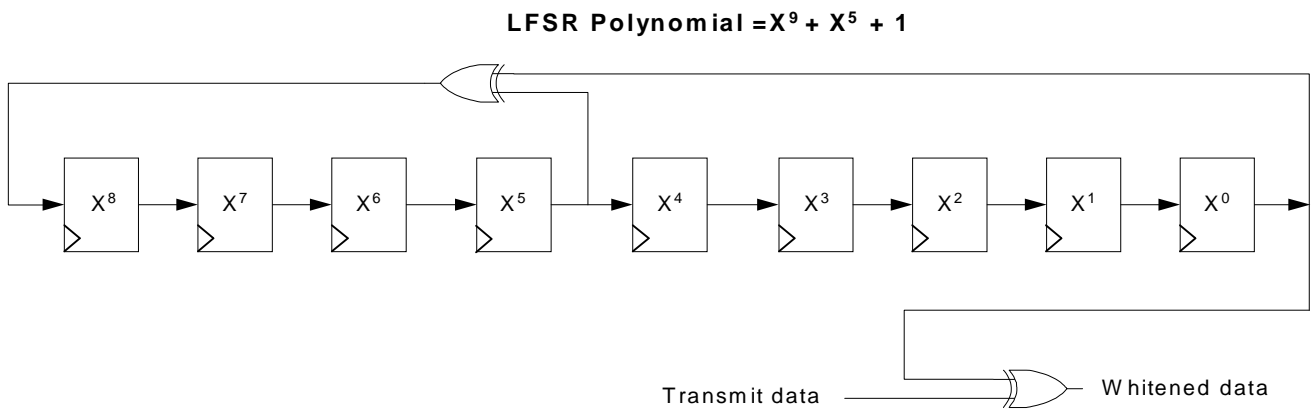 LFSR Polynomial =X⁹ + X⁵ + 1
X⁸ X⁷ X⁶ X⁵ X⁴ X³ X² X¹ X⁰
Transmit data
Whitened data